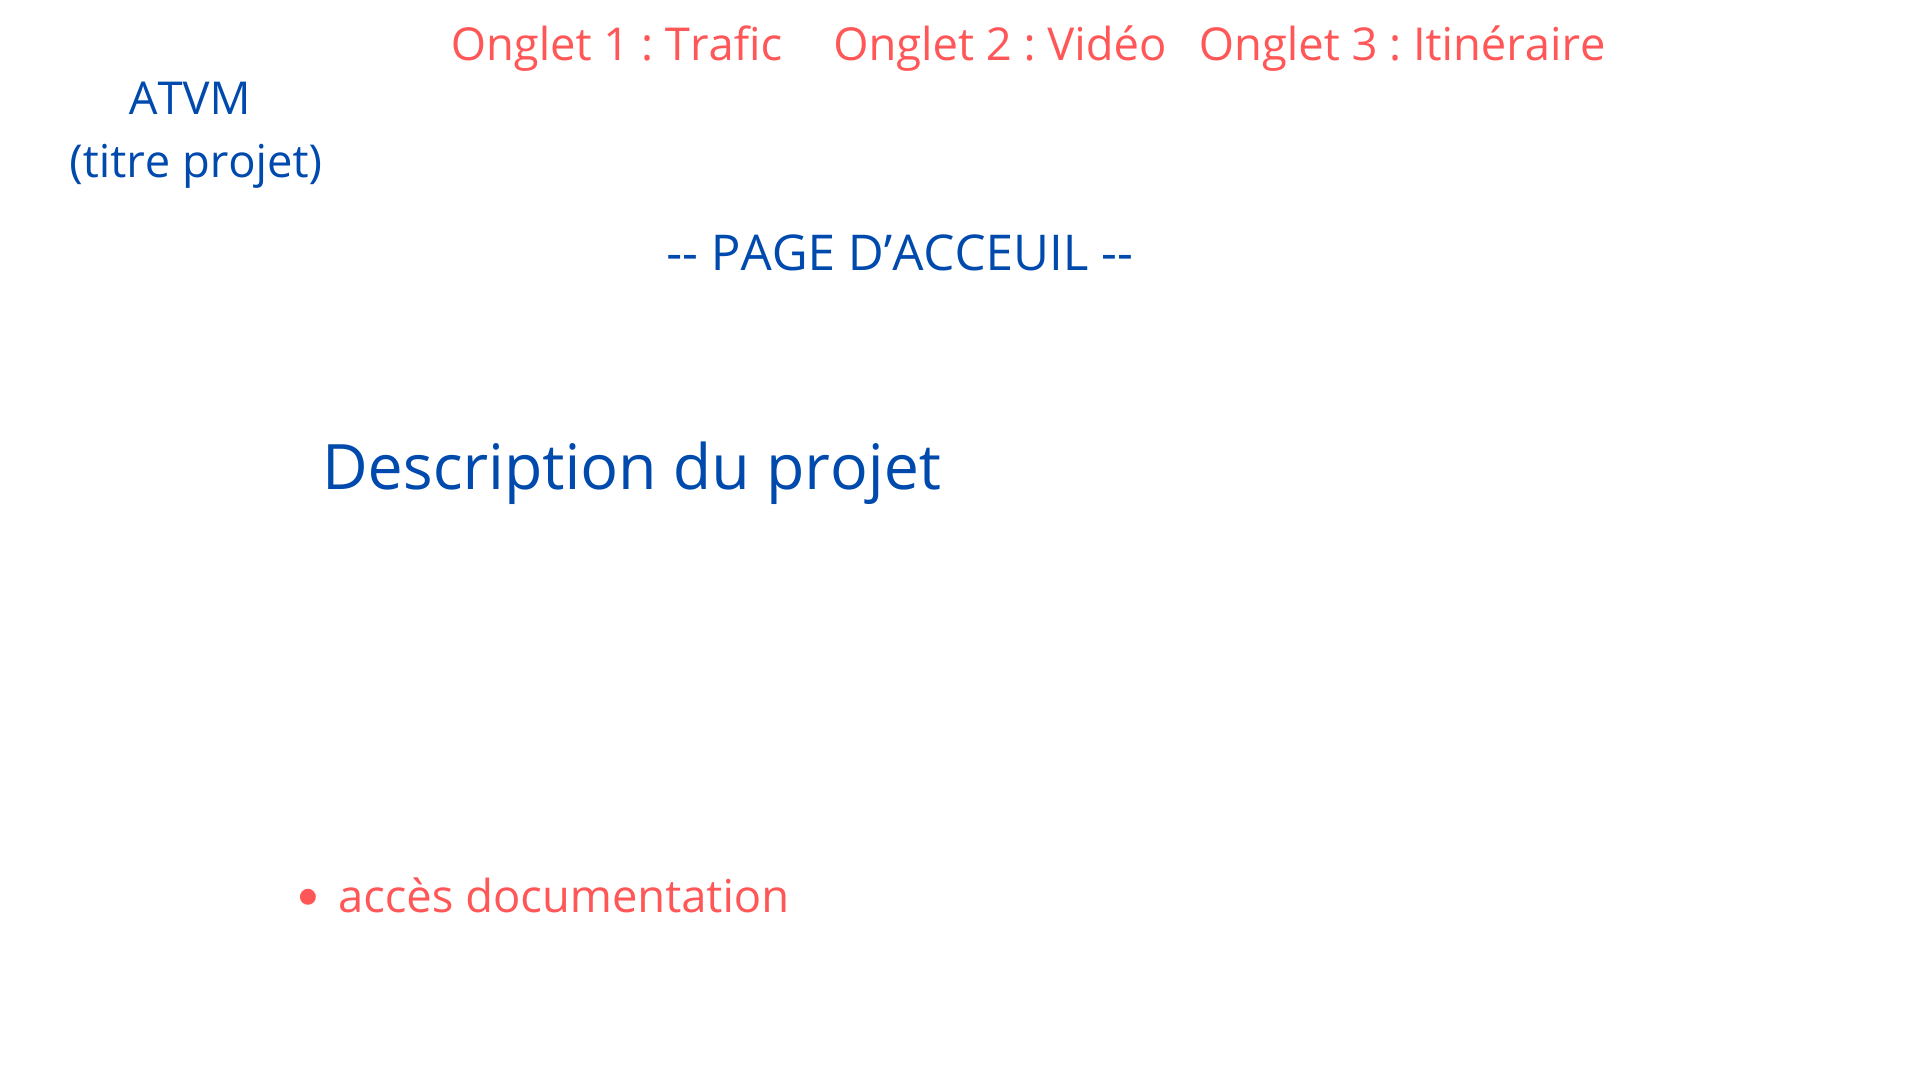 Onglet 1 : Trafic Onglet 2 : Vidéo Onglet 3 : Itinéraire
ATVM
(titre projet)
-- PAGE D’ACCEUIL --
Description du projet
• accès documentation